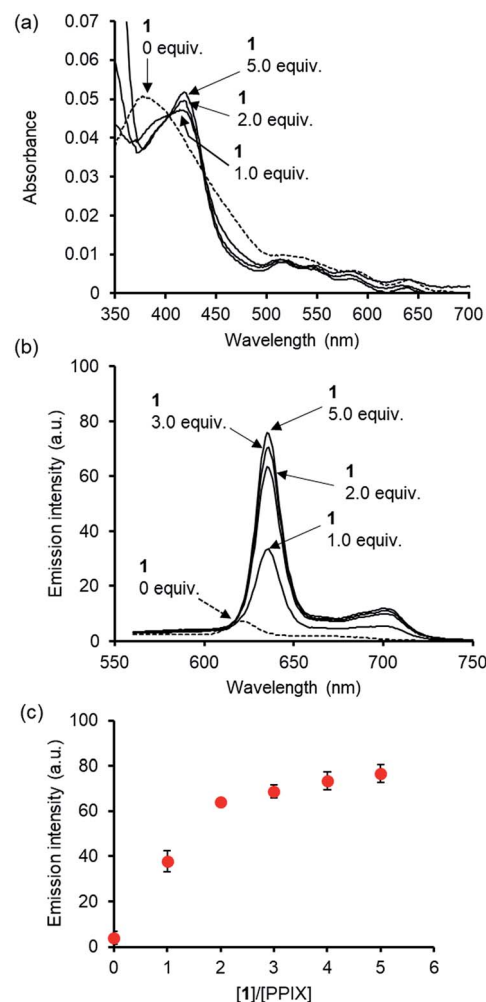 (a)
1
0 equiv.
1
5.0 equiv.
1
2.0 equiv.
1
1.0 equiv.
0.07
0.06
0.05
0.04
0.03
0.02
0.01
0
Absorbance
350 400 450 500 550 600 650 700
Wavelength (nm)
(b)
1
3.0 equiv.
1
5.0 equiv.
1
2.0 equiv.
1
1.0 equiv.
1
0 equiv.
100
80
60
40
20
0
Emission intensity (a.u.)
550 600 650 700 750
Wavelength (nm)
(c)
100
80
60
40
20
0
Emission intensity (a.u.)
0 1 2 3 4 5 6
[1]/[PPIX]